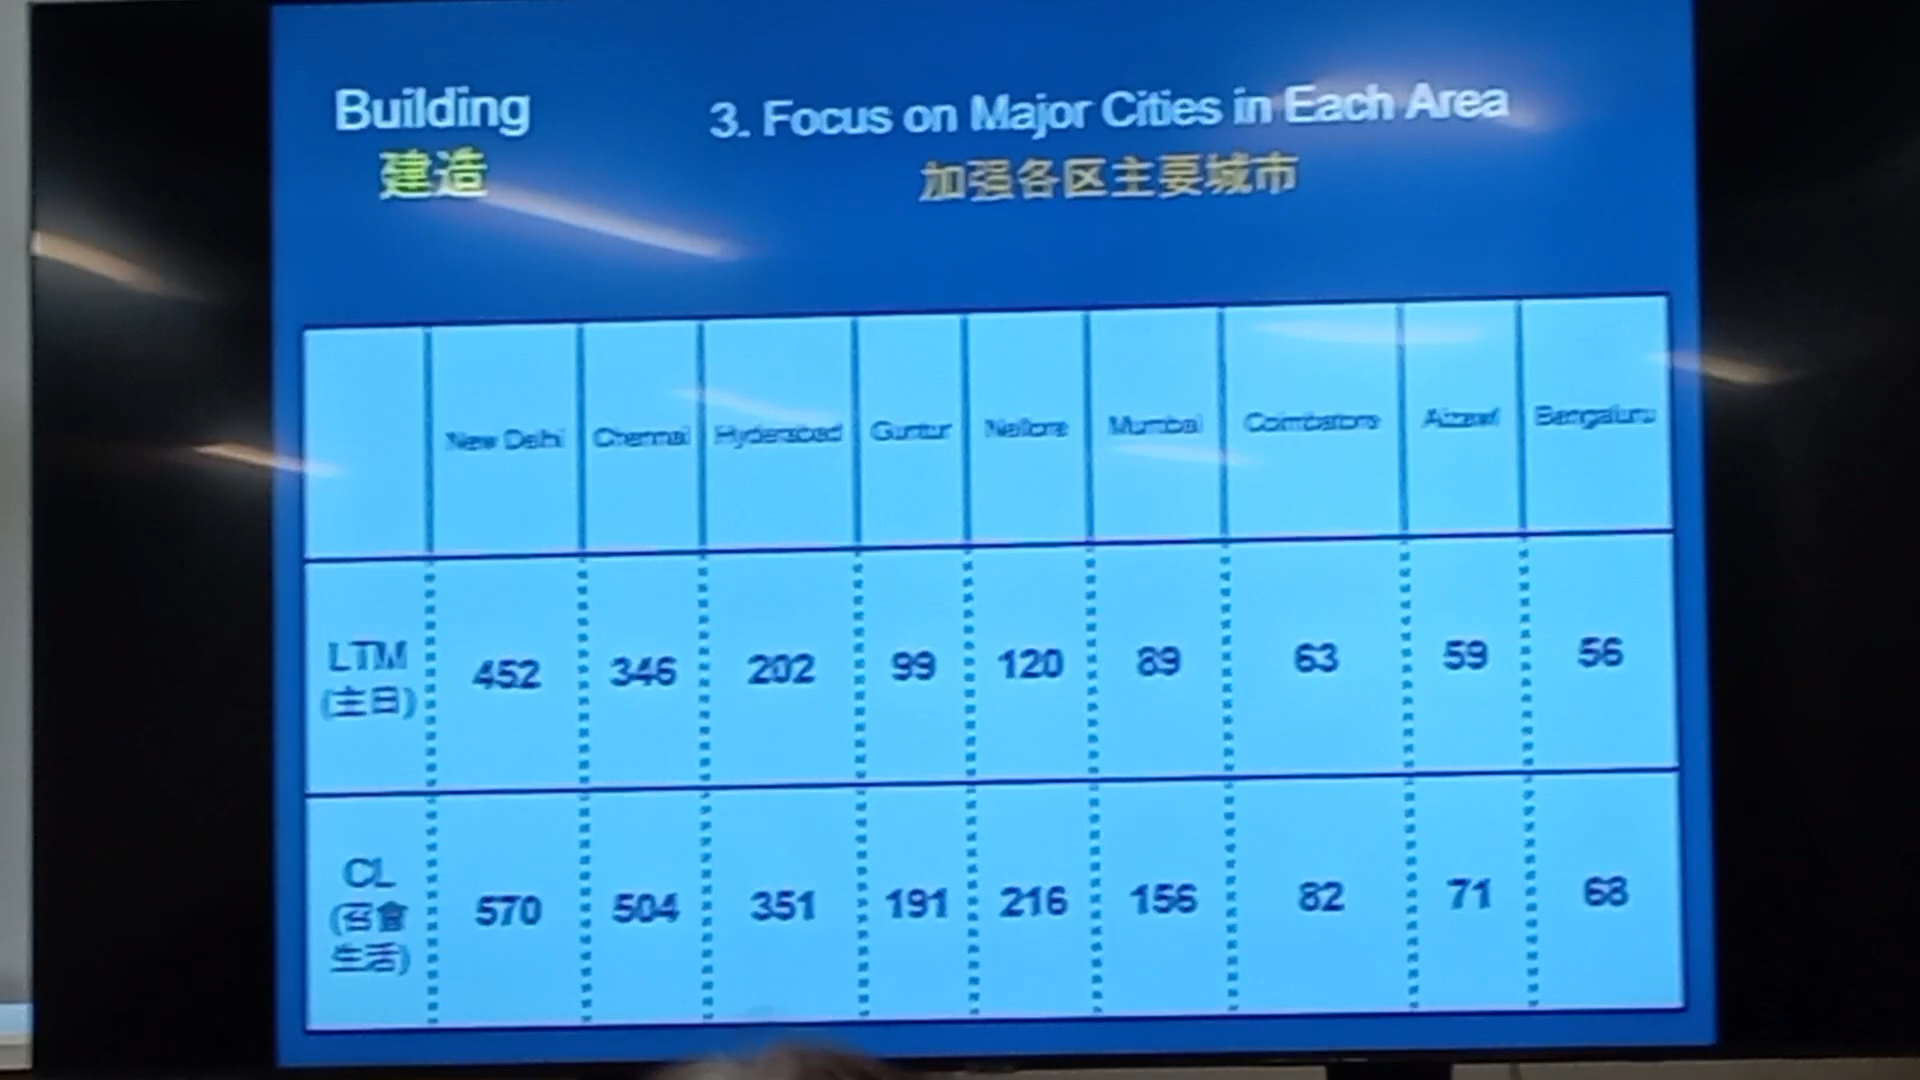 Building
3. Focus on Major Cities in Each Area
建造
加强各区主要城市
New Delhi Chennai Hyderabad Guntur Nellore Mumbai Coimbatore Aizawl Bengaluru
LTM
(主日)
452 346 202 99 120 89 63 59 56
CL
(召會
生活)
570 504 351 191 216 156 82 71 68